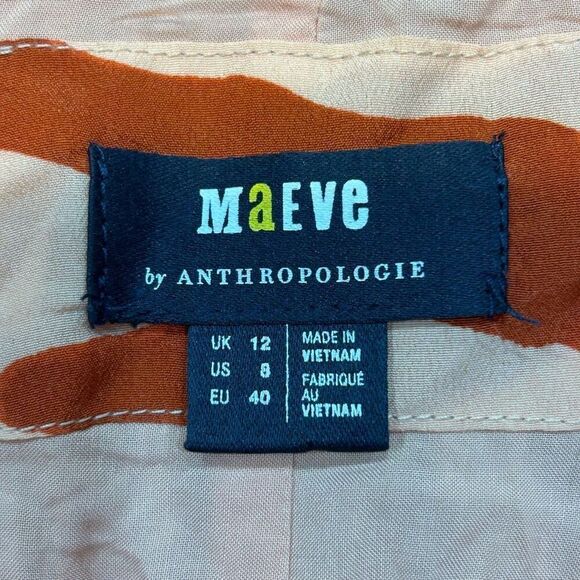 MaEVe
by ANTHROPOLOGIE
UK 12
US 8
EU 40
MADE IN
VIETNAM
FABRIQUÉ
AU
VIETNAM